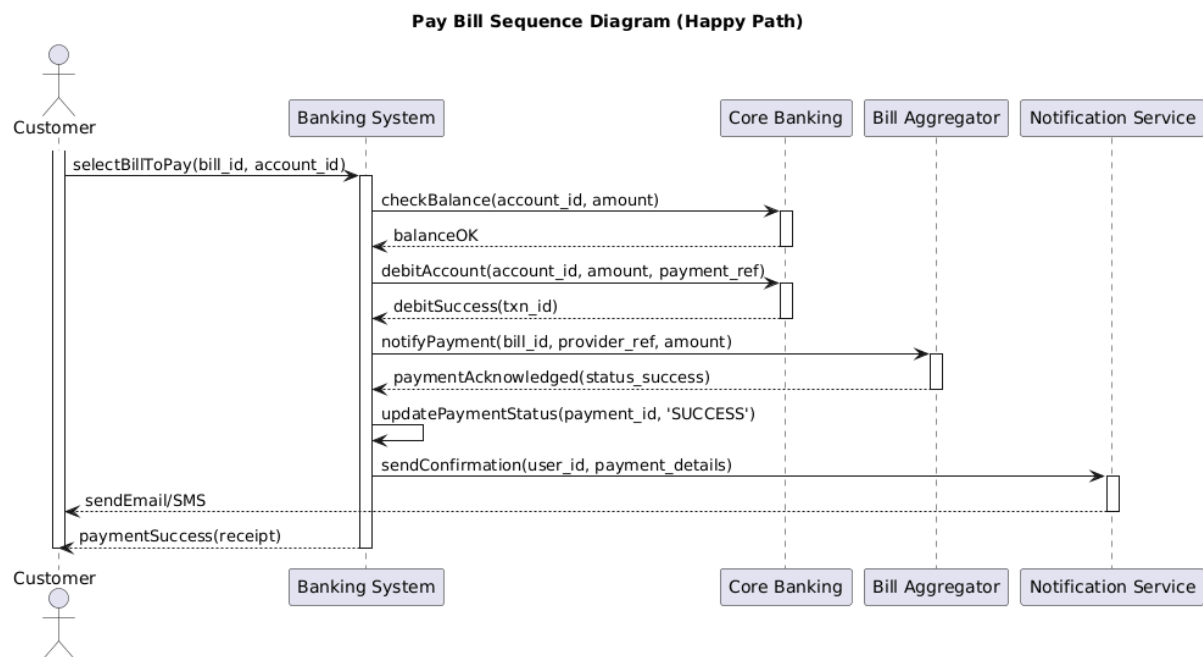 Pay Bill Sequence Diagram (Happy Path)
Customer
Banking System
Core Banking
Bill Aggregator
Notification Service
selectBillToPay(bill_id, account_id)
checkBalance(account_id, amount)
balanceOK
debitAccount(account_id, amount, payment_ref)
debitSuccess(txn_id)
notifyPayment(bill_id, provider_ref, amount)
paymentAcknowledged(status_success)
updatePaymentStatus(payment_id, 'SUCCESS')
sendConfirmation(user_id, payment_details)
sendEmail/SMS
paymentSuccess(receipt)
Customer
Banking System
Core Banking
Bill Aggregator
Notification Service